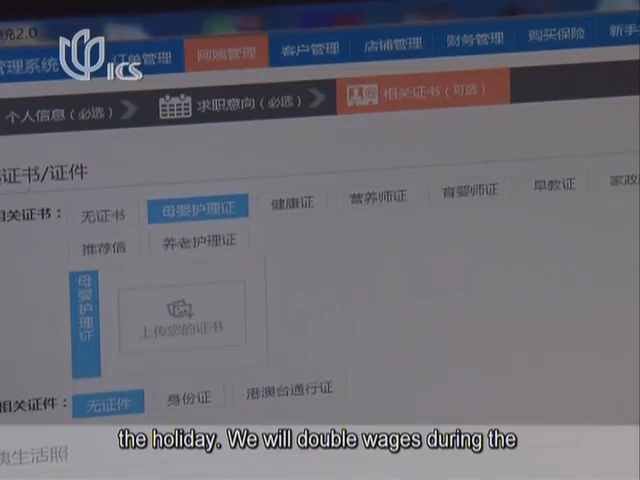 统2.0
管理系统 订单管理 阿姨管理 客户管理 店铺管理 财务管理 购买保险 新手
ICS
个人信息（必选） 求职意向（必选） 相关证书（可选）
证书/证件
相关证书： 无证书 母婴护理证 健康证 营养师证 育婴师证 早教证 家政
推荐信 养老护理证
母婴护理证
上传您的证书
相关证件： 无证件 身份证 港澳台通行证
the holiday. We will double wages during the
姨生活照